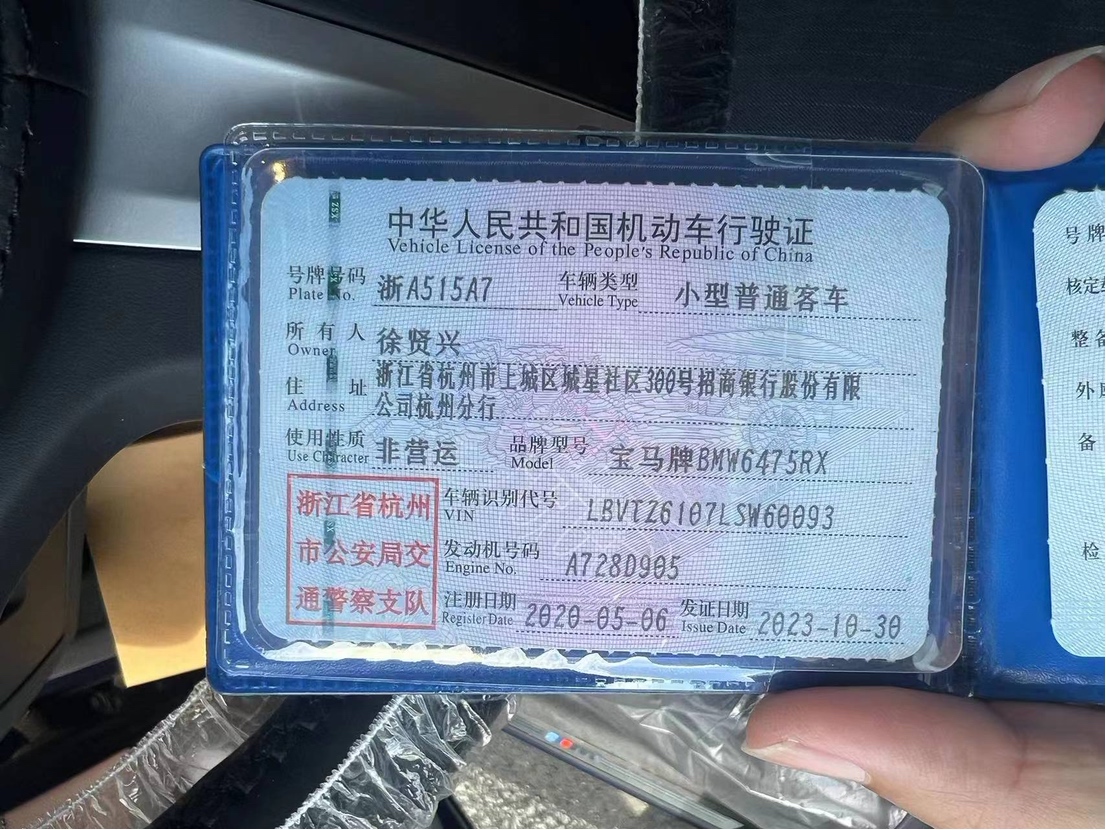 中华人民共和国机动车行驶证
Vehicle License of the People's Republic of China
号牌号码 浙A515A7 车辆类型 小型普通客车
Plate No. Vehicle Type
所有人 徐贤兴
Owner
住址 浙江省杭州市上城区城星社区300号招商银行股份有限
Address 公司杭州分行
使用性质 非营运 品牌型号 宝马牌BMW6475RX
Use Character Model
浙江省杭州
市公安局交
通警察支队
车辆识别代号 LBVTZ6107LSW60093
VIN
发动机号码 A728D905
Engine No.
注册日期 2020-05-06 发证日期 2023-10-30
Register Date Issue Date
号牌
核定
整备
外
备
检